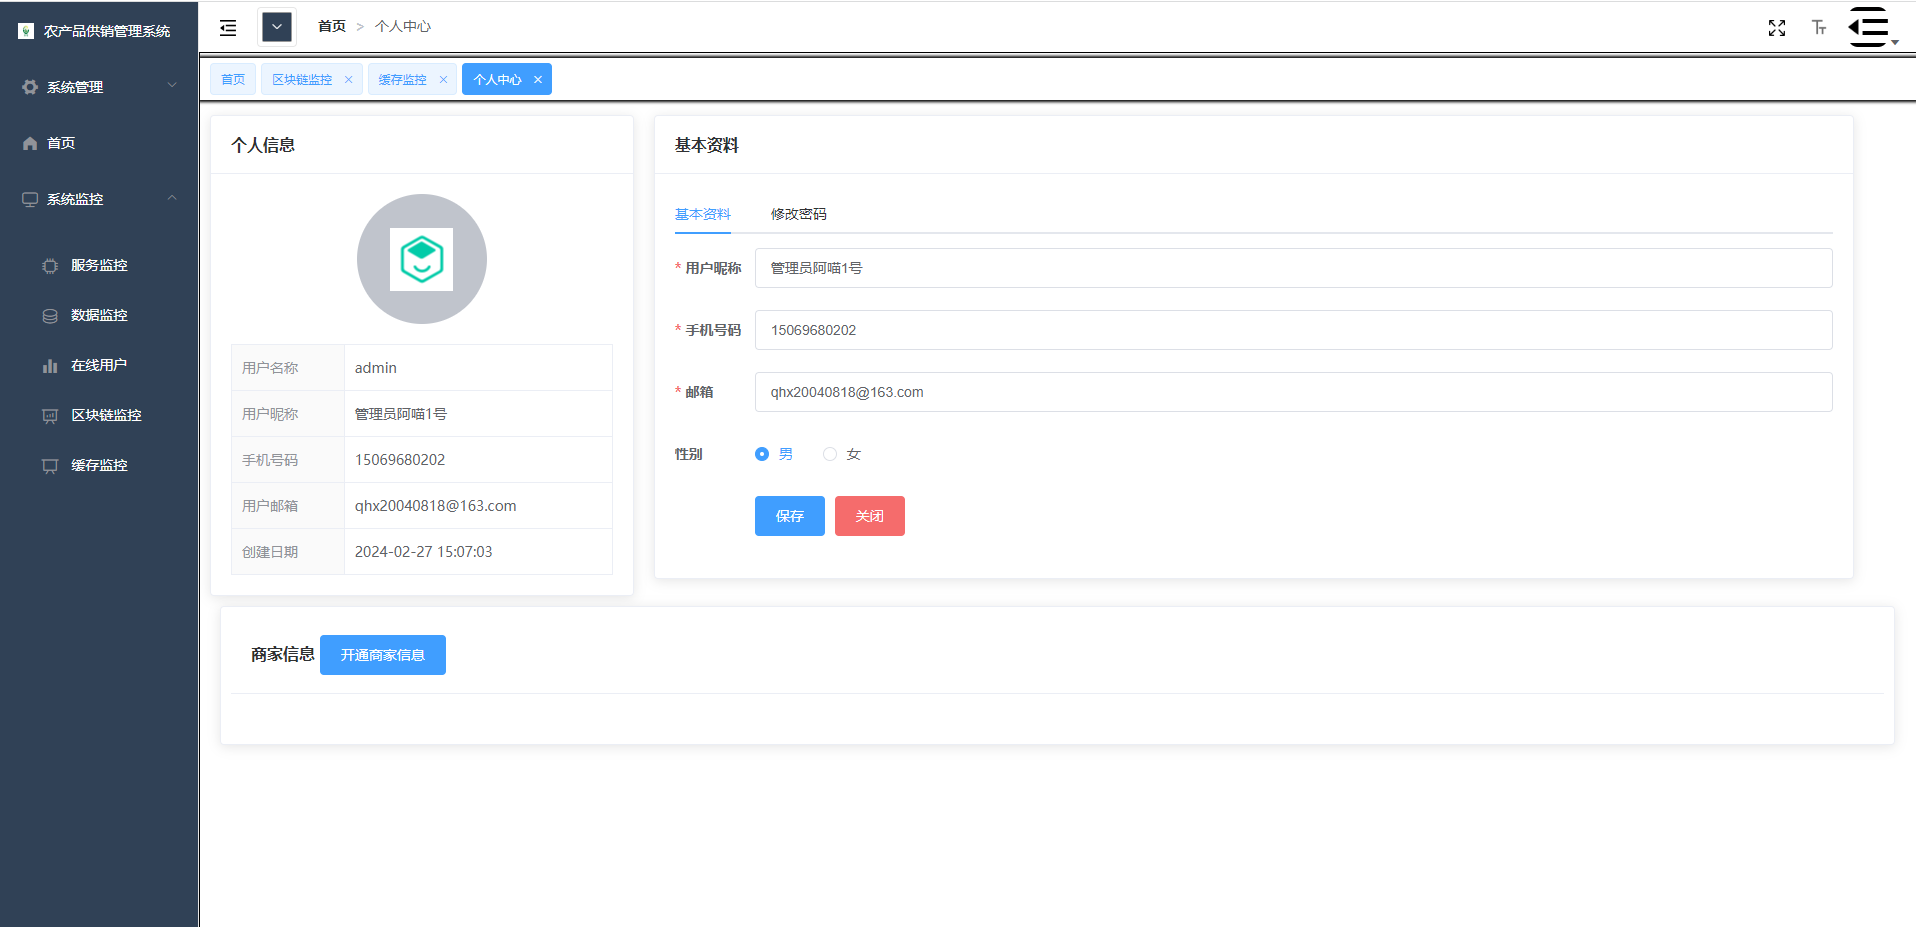 农产品供销管理系统
系统管理
首页
系统监控
服务监控
数据监控
在线用户
区块链监控
缓存监控
首页 > 个人中心
首页 区块链监控 × 缓存监控 × 个人中心 ×
个人信息
用户名称 admin
用户昵称 管理员阿喵1号
手机号码 15069680202
用户邮箱 qhx20040818@163.com
创建日期 2024-02-27 15:07:03
基本资料
基本资料 修改密码
* 用户昵称 管理员阿喵1号
* 手机号码 15069680202
* 邮箱 qhx20040818@163.com
性别 男 女
保存 关闭
商家信息 开通商家信息